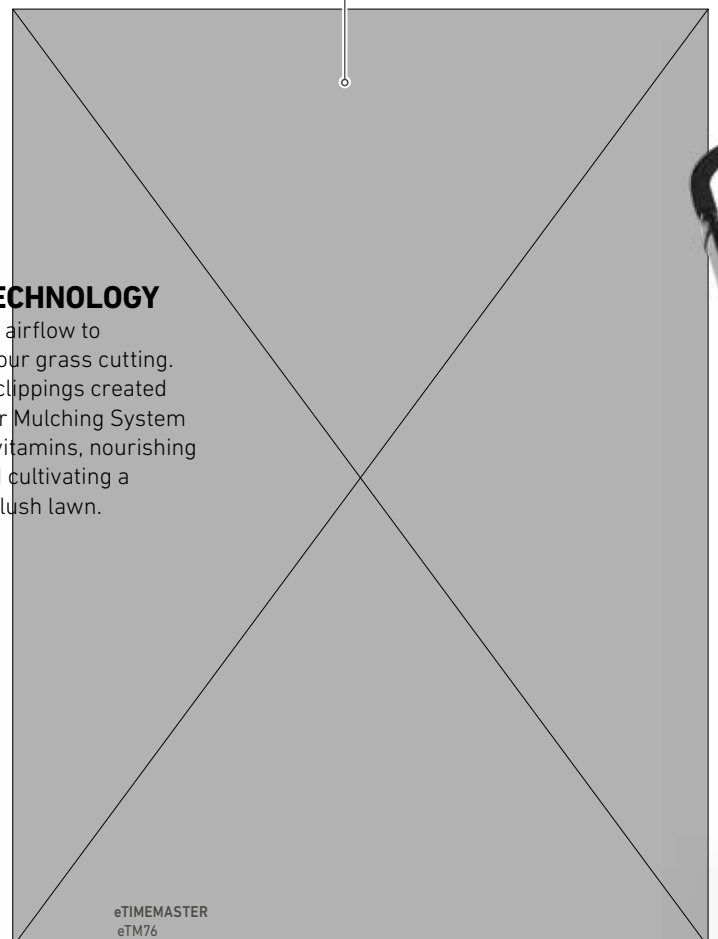 ECHNOLOGY
airflow to
our grass cutting.
clippings created
r Mulching System
vitamins, nourishing
cultivating a
lush lawn.
eTIMEMASTER
eTM76